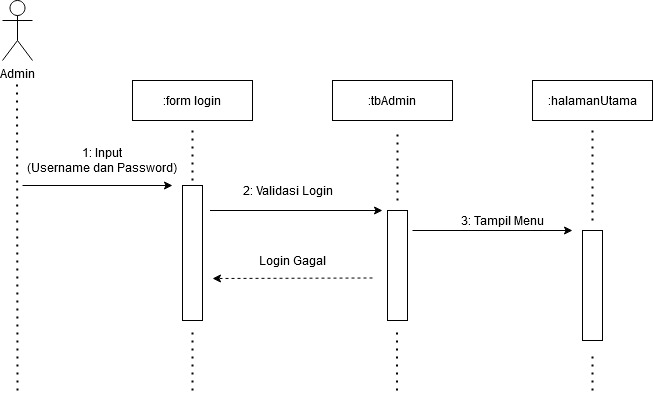 Admin
:form login
:tbAdmin
:halamanUtama
1: Input
(Username dan Password)
2: Validasi Login
3: Tampil Menu
Login Gagal